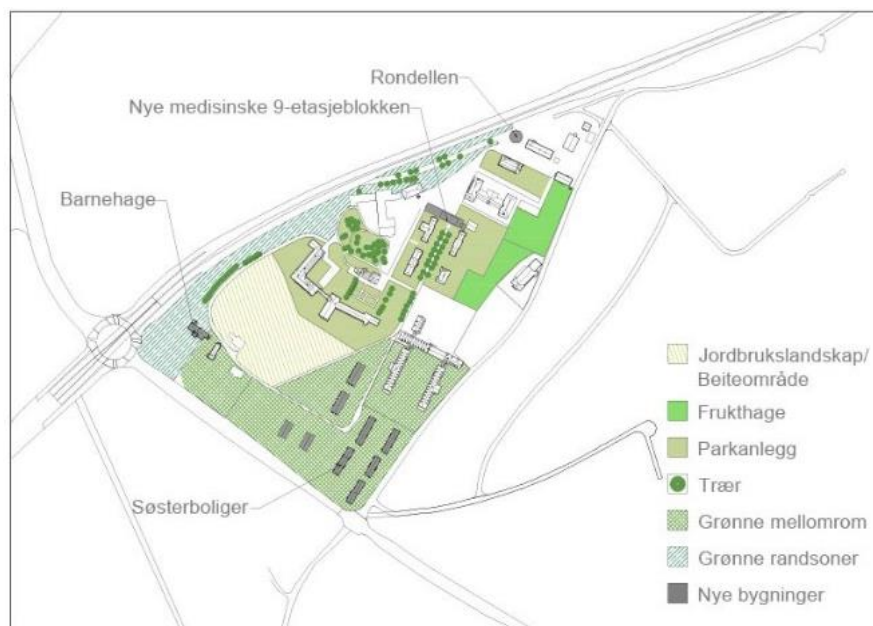 Rondellen
Nye medisinske 9-etasjeblokken
Barnehage
Søsterboliger
Jordbrukslandskap/
Beiteområde
Frukthage
Parkanlegg
Trær
Grønne mellomrom
Grønne randsoner
Nye bygninger